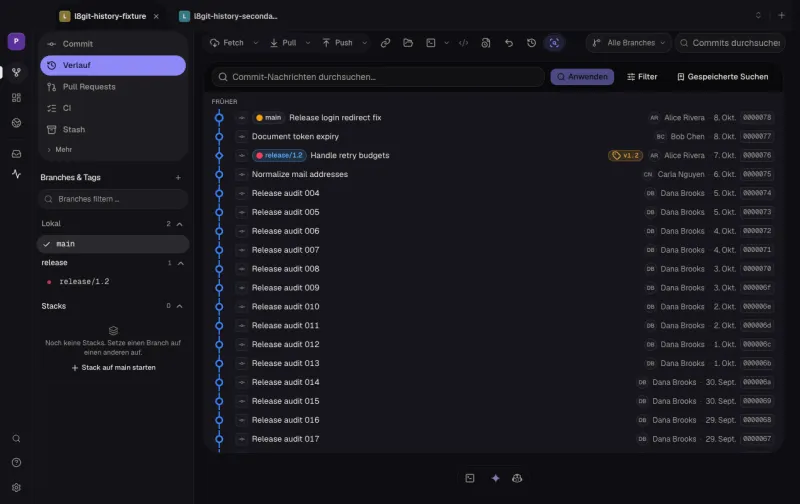 l8git-history-fixture
l8git-history-seconda…
P
Commit
Verlauf
Pull Requests
CI
Stash
Mehr
Branches & Tags
Branches filtern …
Lokal 2
main
release 1
release/1.2
Stacks 0
Noch keine Stacks. Setze einen Branch auf
einen anderen auf.
Stack auf main starten
Fetch Pull Push Alle Branches Commits durchsuchen
Commit-Nachrichten durchsuchen… Anwenden Filter Gespeicherte Suchen
FRÜHER
main Release login redirect fix AR Alice Rivera · 8. Okt. 0000078
Document token expiry BC Bob Chen · 8. Okt. 0000077
release/1.2 Handle retry budgets v1.2 AR Alice Rivera · 7. Okt. 0000076
Normalize mail addresses CN Carla Nguyen · 6. Okt. 0000075
Release audit 004 DB Dana Brooks · 5. Okt. 0000074
Release audit 005 DB Dana Brooks · 5. Okt. 0000073
Release audit 006 DB Dana Brooks · 4. Okt. 0000072
Release audit 007 DB Dana Brooks · 4. Okt. 0000071
Release audit 008 DB Dana Brooks · 3. Okt. 0000070
Release audit 009 DB Dana Brooks · 3. Okt. 000006f
Release audit 010 DB Dana Brooks · 2. Okt. 000006e
Release audit 011 DB Dana Brooks · 2. Okt. 000006d
Release audit 012 DB Dana Brooks · 1. Okt. 000006c
Release audit 013 DB Dana Brooks · 1. Okt. 000006b
Release audit 014 DB Dana Brooks · 30. Sept. 000006a
Release audit 015 DB Dana Brooks · 30. Sept. 0000069
Release audit 016 DB Dana Brooks · 29. Sept. 0000068
Release audit 017 DB Dana Brooks · 29. Sept. 0000067